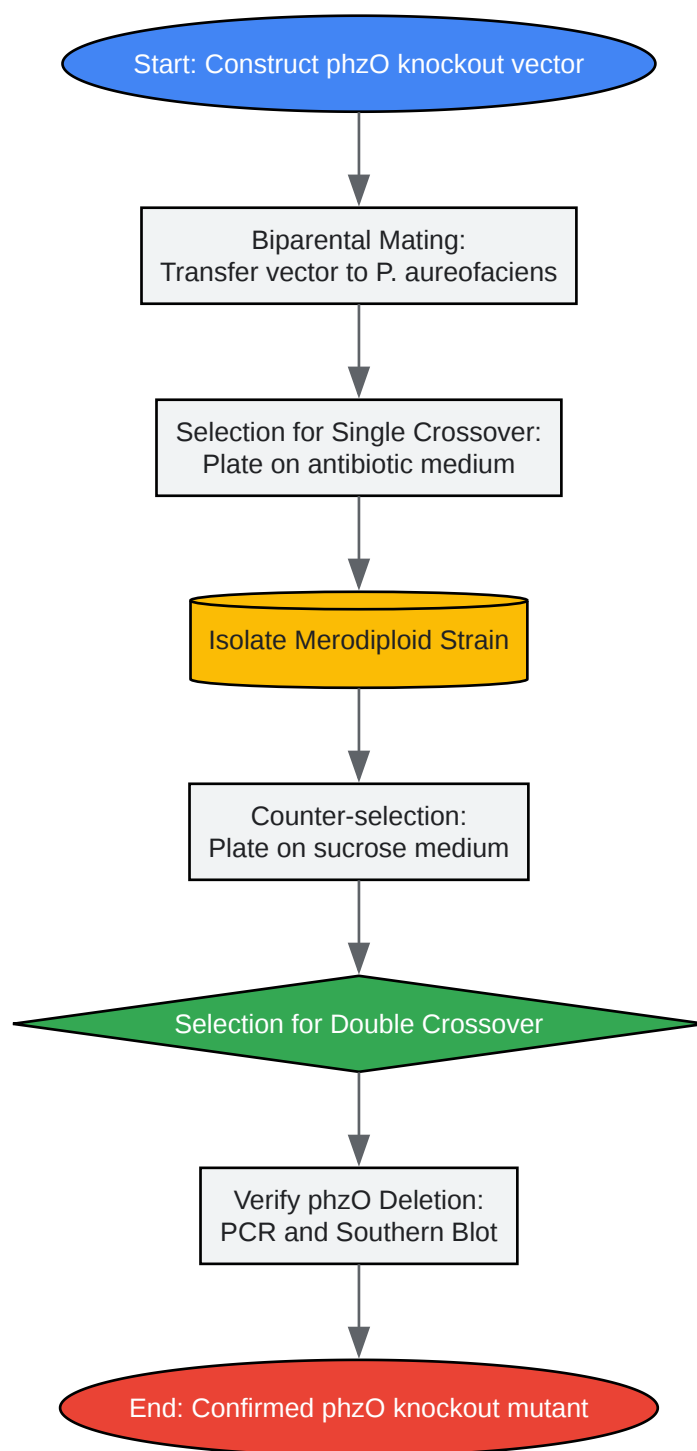 Start: Construct phzO knockout vector
Biparental Mating:
Transfer vector to P. aureofaciens
Selection for Single Crossover:
Plate on antibiotic medium
Isolate Merodiploid Strain
Counter-selection:
Plate on sucrose medium
Selection for Double Crossover
Verify phzO Deletion:
PCR and Southern Blot
End: Confirmed phzO knockout mutant